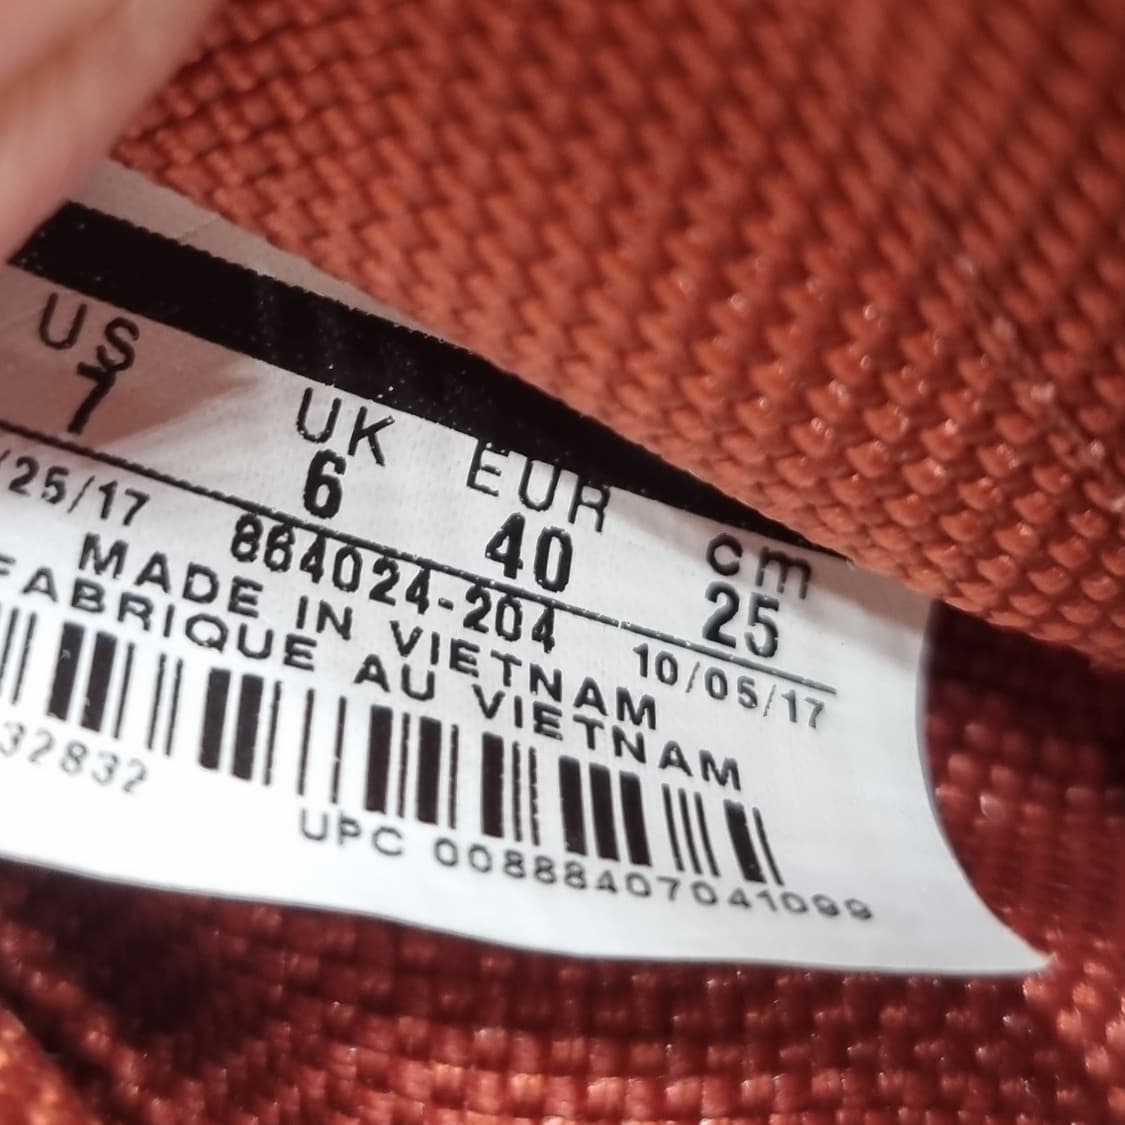 US UK EUR cm
7 6 40 25
/25/17 864024-204 10/05/17
MADE IN VIETNAM
FABRIQUE AU VIETNAM
32832
UPC 00888407041099